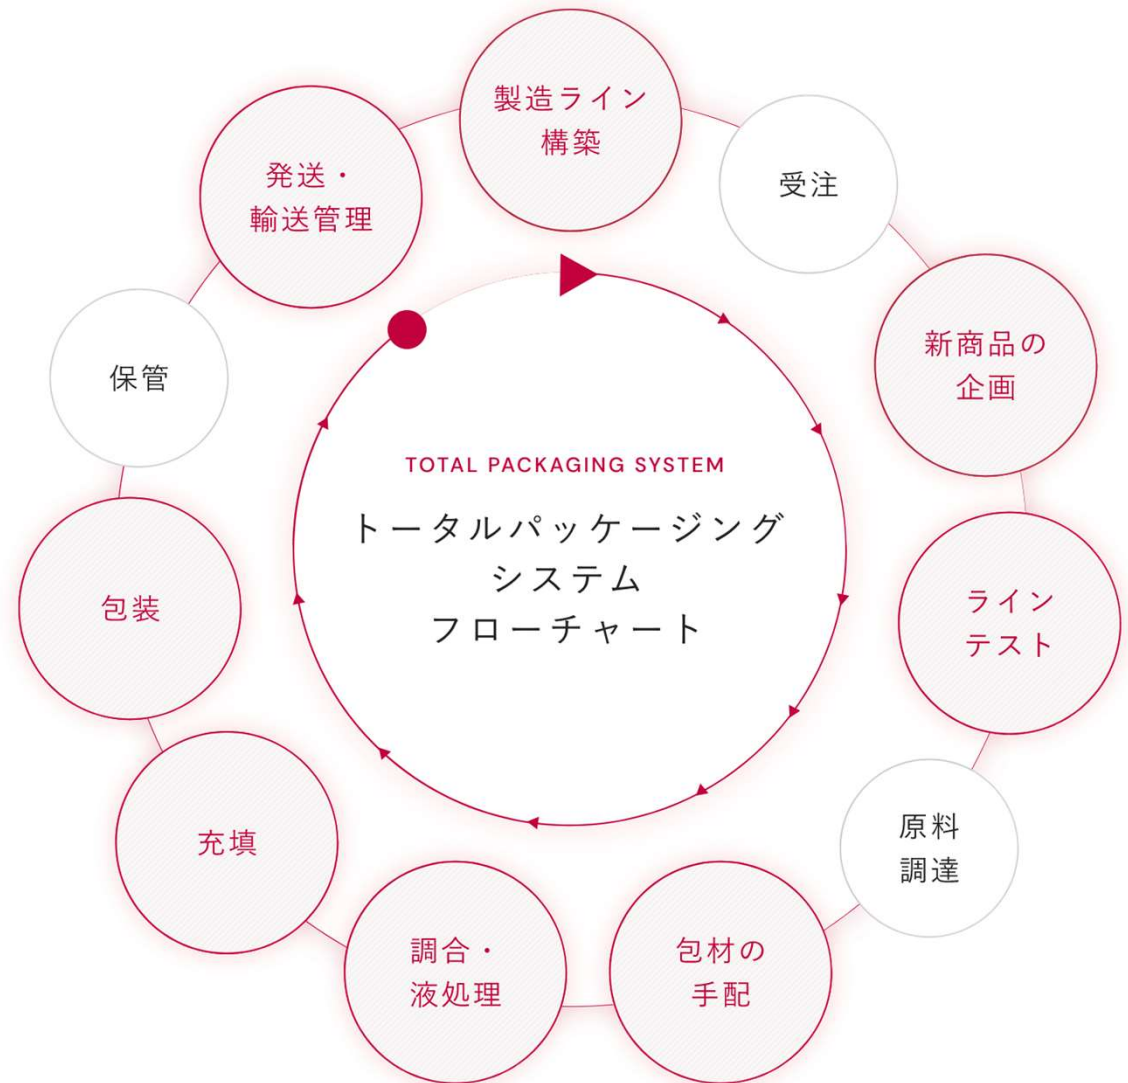 TOTAL PACKAGING SYSTEM
トータルパッケージング
システム
フローチャート
製造ライン
構築
受注
新商品の
企画
ライン
テスト
原料
調達
包材の
手配
調合・
液処理
充填
包装
保管
発送・
輸送管理